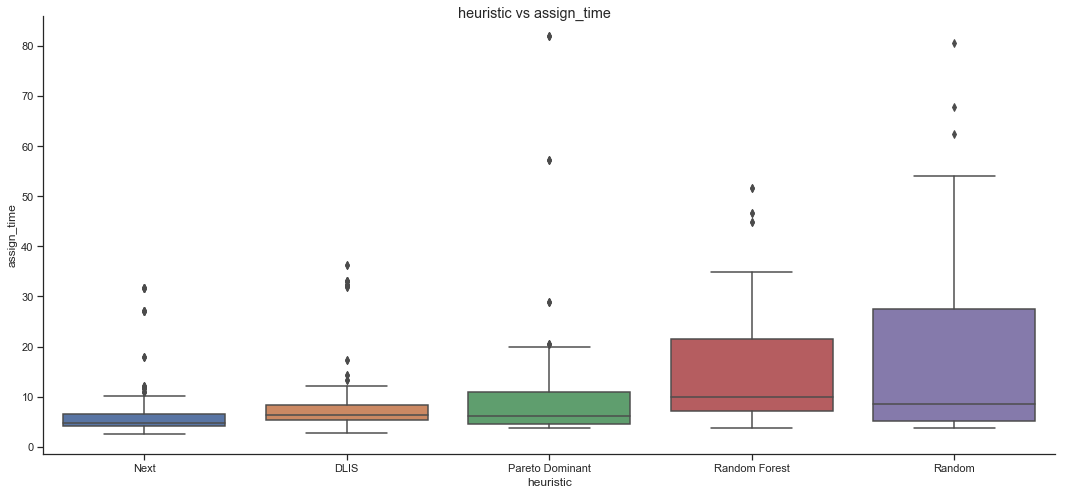 heuristic vs assign_time
assign_time
80
70
60
50
40
30
20
10
0
Next
DLIS
Pareto Dominant
Random Forest
Random
heuristic